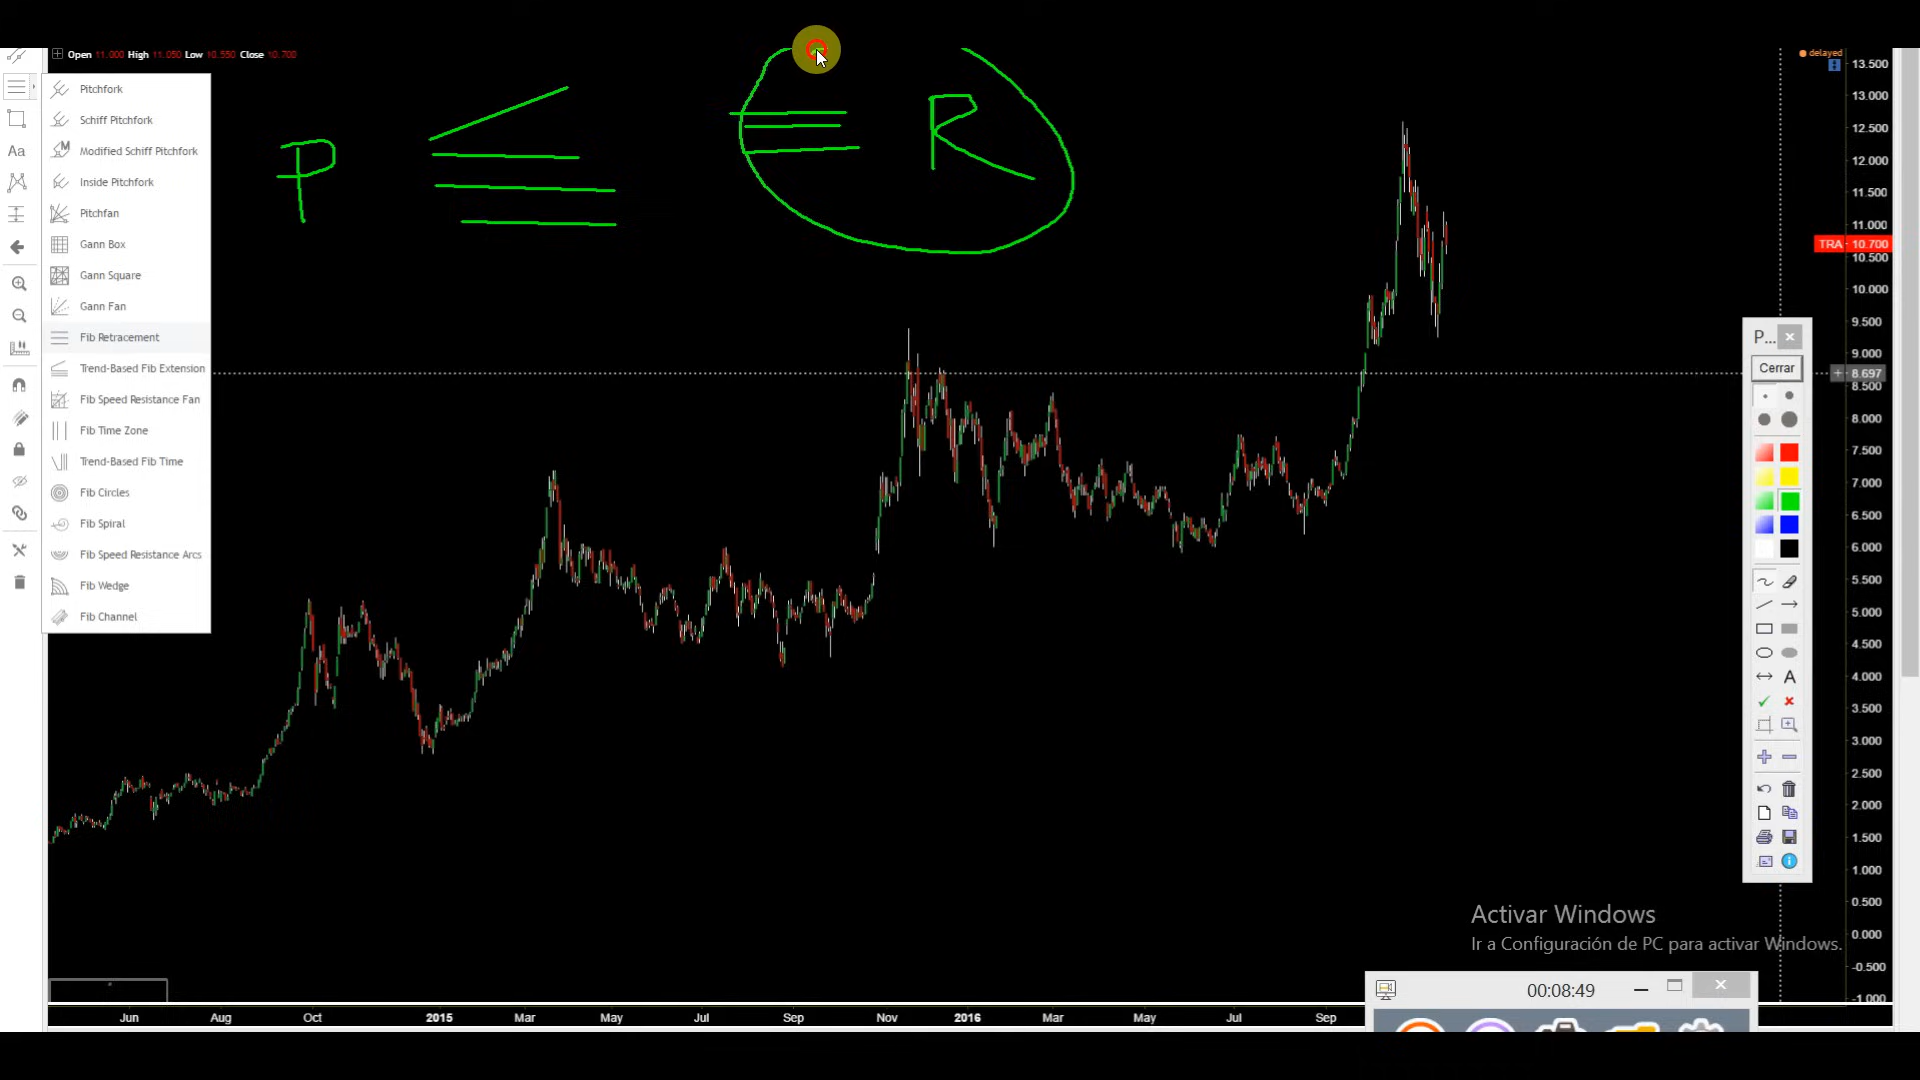 Open 11.000 High 11.050 Low 10.550 Close 10.700
delayed
P
R
Aa
Pitchfork
Schiff Pitchfork
Modified Schiff Pitchfork
Inside Pitchfork
Pitchfan
Gann Box
Gann Square
Gann Fan
Fib Retracement
Trend-Based Fib Extension
Fib Speed Resistance Fan
Fib Time Zone
Trend-Based Fib Time
Fib Circles
Fib Spiral
Fib Speed Resistance Arcs
Fib Wedge
Fib Channel
13.500
13.000
12.500
12.000
11.500
11.000
TRA 10.700
10.500
10.000
9.500
9.000
8.697
8.500
8.000
7.500
7.000
6.500
6.000
5.500
5.000
4.500
4.000
3.500
3.000
2.500
2.000
1.500
1.000
0.500
0.000
-0.500
-1.000
P...
Cerrar
A
Activar Windows
Ir a Configuración de PC para activar Windows.
00:08:49
Jun Aug Oct 2015 Mar May Jul Sep Nov 2016 Mar May Jul Sep